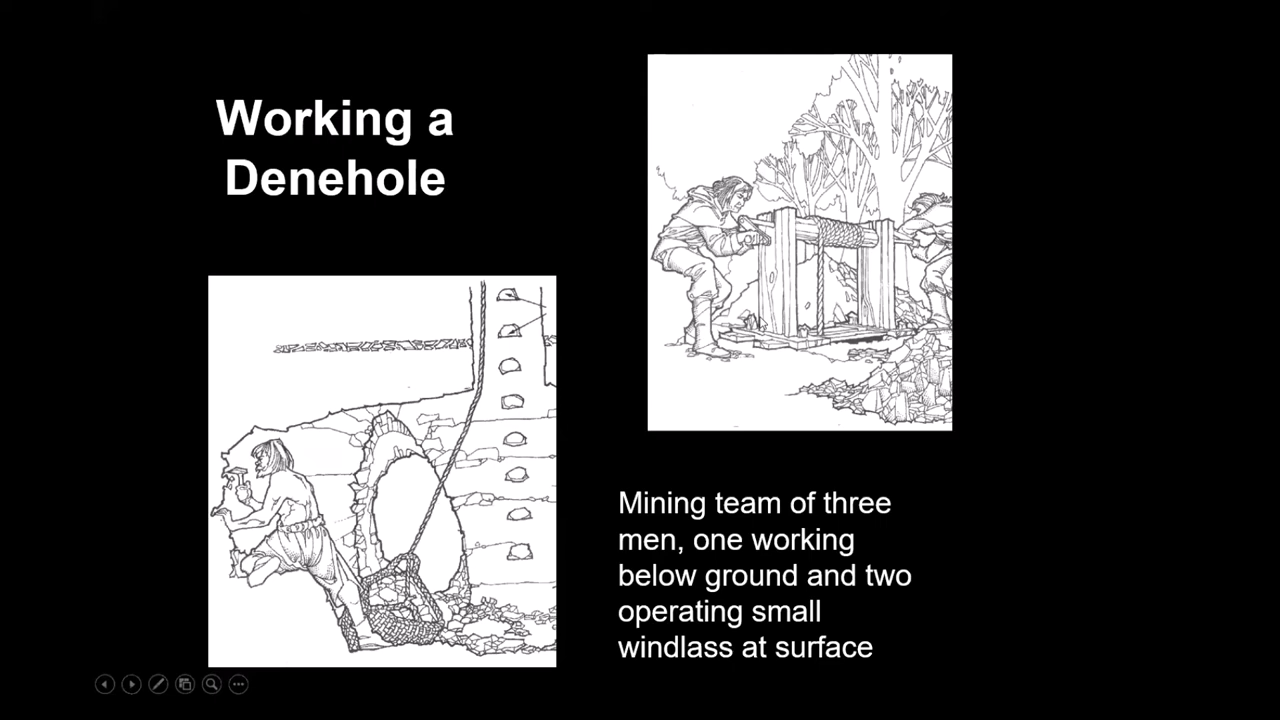 Working a
Denehole
Mining team of three
men, one working
below ground and two
operating small
windlass at surface